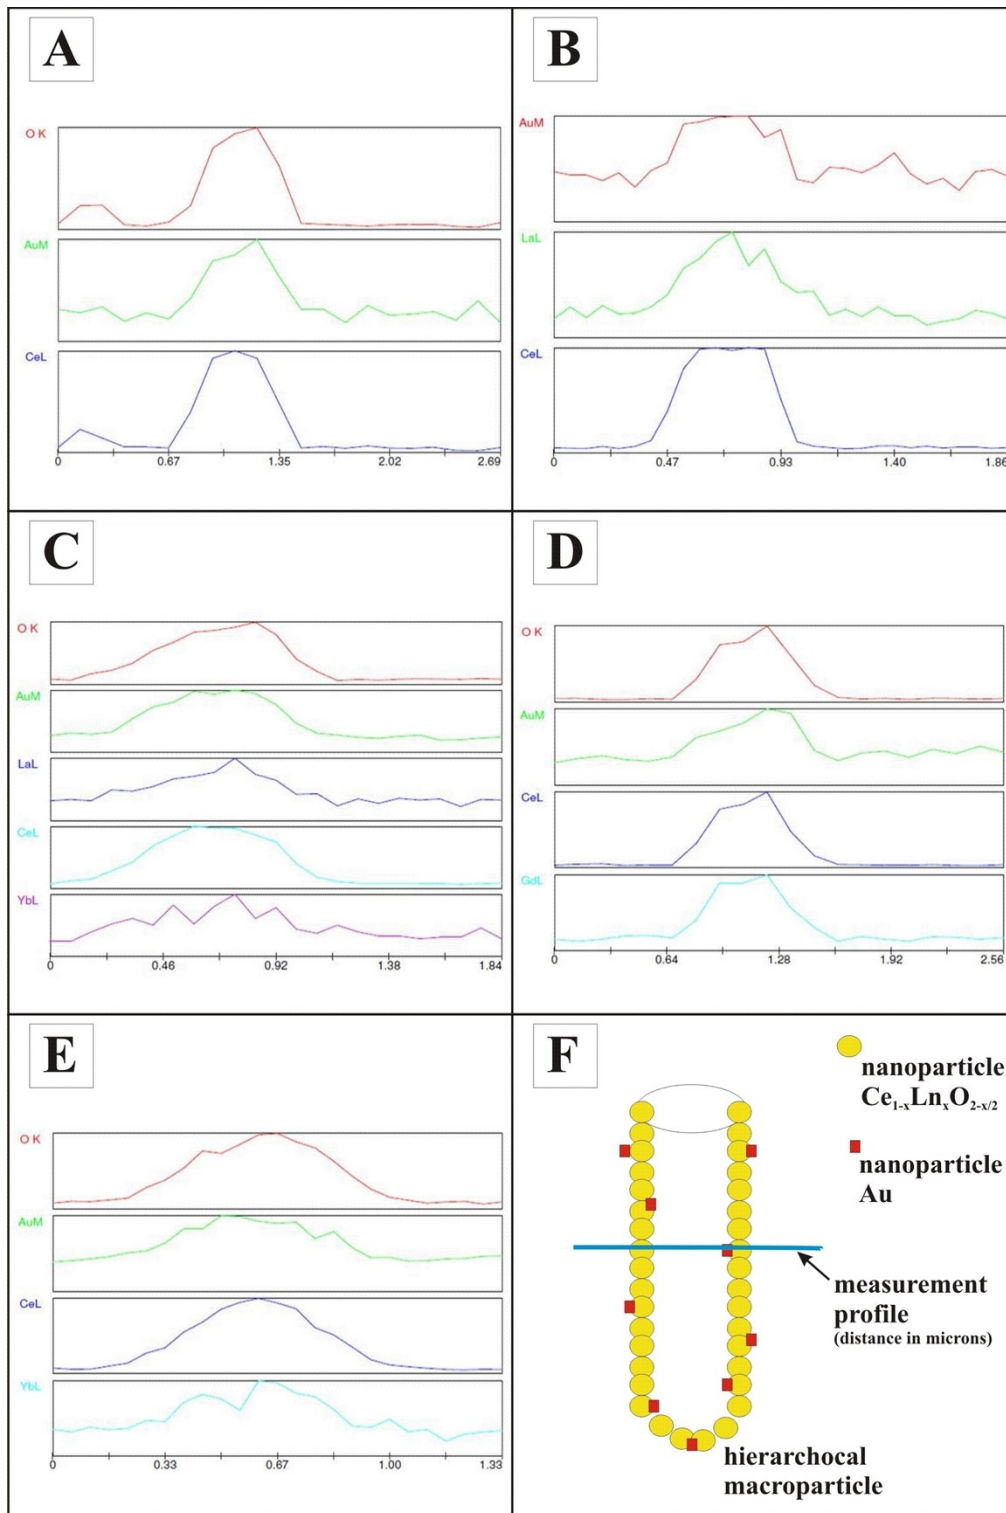 A
O K
AuM
CeL
0 0.67 1.35 2.02 2.69
B
AuM
LaL
CeL
0 0.47 0.93 1.40 1.86
C
O K
AuM
LaL
CeL
YbL
0 0.46 0.92 1.38 1.84
D
O K
AuM
CeL
GdL
0 0.64 1.28 1.92 2.56
E
O K
AuM
CeL
YbL
0 0.33 0.67 1.00 1.33
F
nanoparticle
Ce₁₋ₓLnₓO₂₋ₓ/₂
nanoparticle
Au
measurement
profile
(distance in microns)
hierarchocal
macroparticle